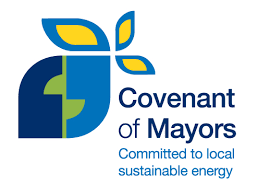 Covenant
of Mayors
Committed to local
sustainable energy